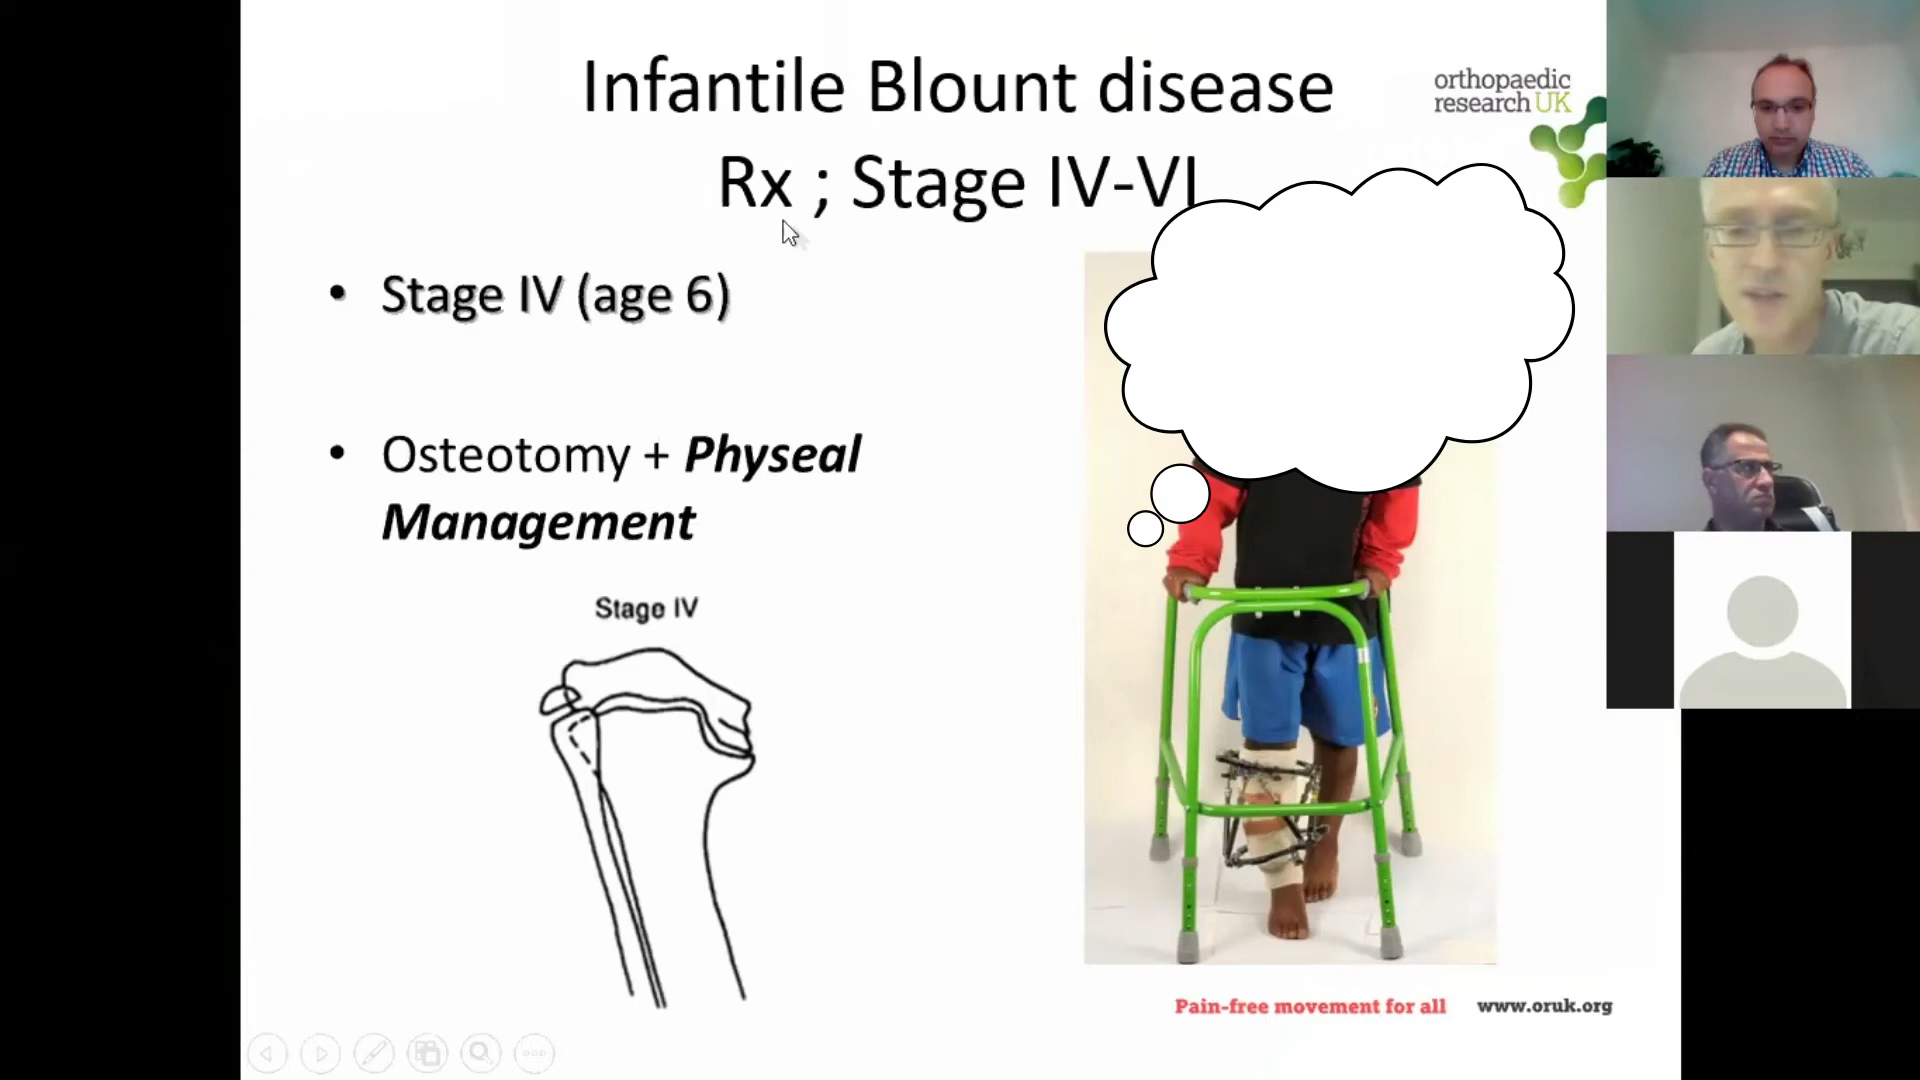 Infantile Blount disease
Rx ; Stage IV-VI
orthopaedic
research UK
• Stage IV (age 6)
• Osteotomy + Physeal
Management
Stage IV
Pain-free movement for all www.oruk.org